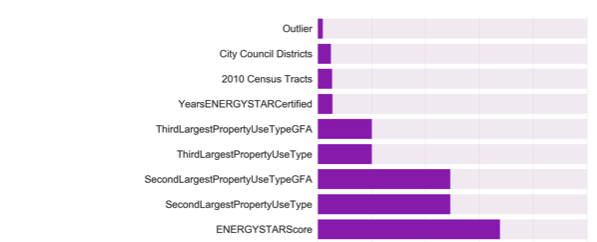 Outlier
City Council Districts
2010 Census Tracts
YearsENERGYSTARCertified
ThirdLargestPropertyUseTypeGFA
ThirdLargestPropertyUseType
SecondLargestPropertyUseTypeGFA
SecondLargestPropertyUseType
ENERGYSTARScore